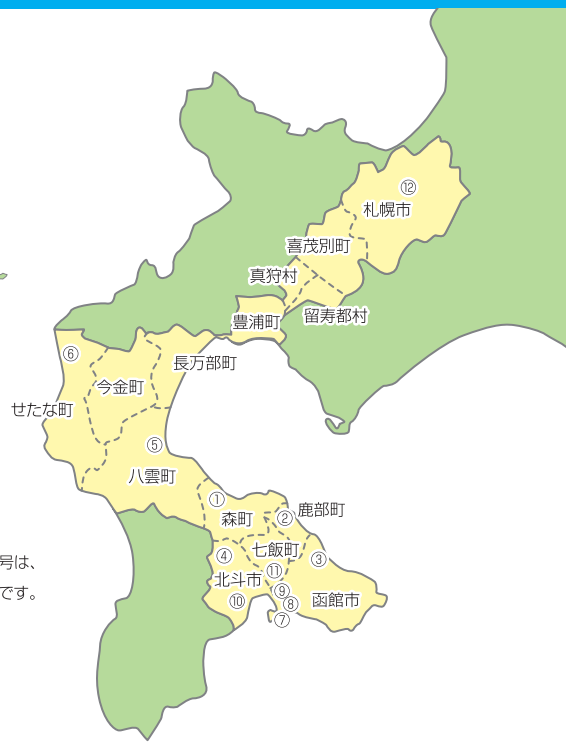 ⑫
札幌市
喜茂別町
真狩村
留寿都村
豊浦町
⑥
長万部町
今金町
せたな町
⑤
八雲町
①
森町
②
鹿部町
七飯町
④
③
⑪
北斗市
⑨
⑩
⑧
函館市
⑦
号は、
です。